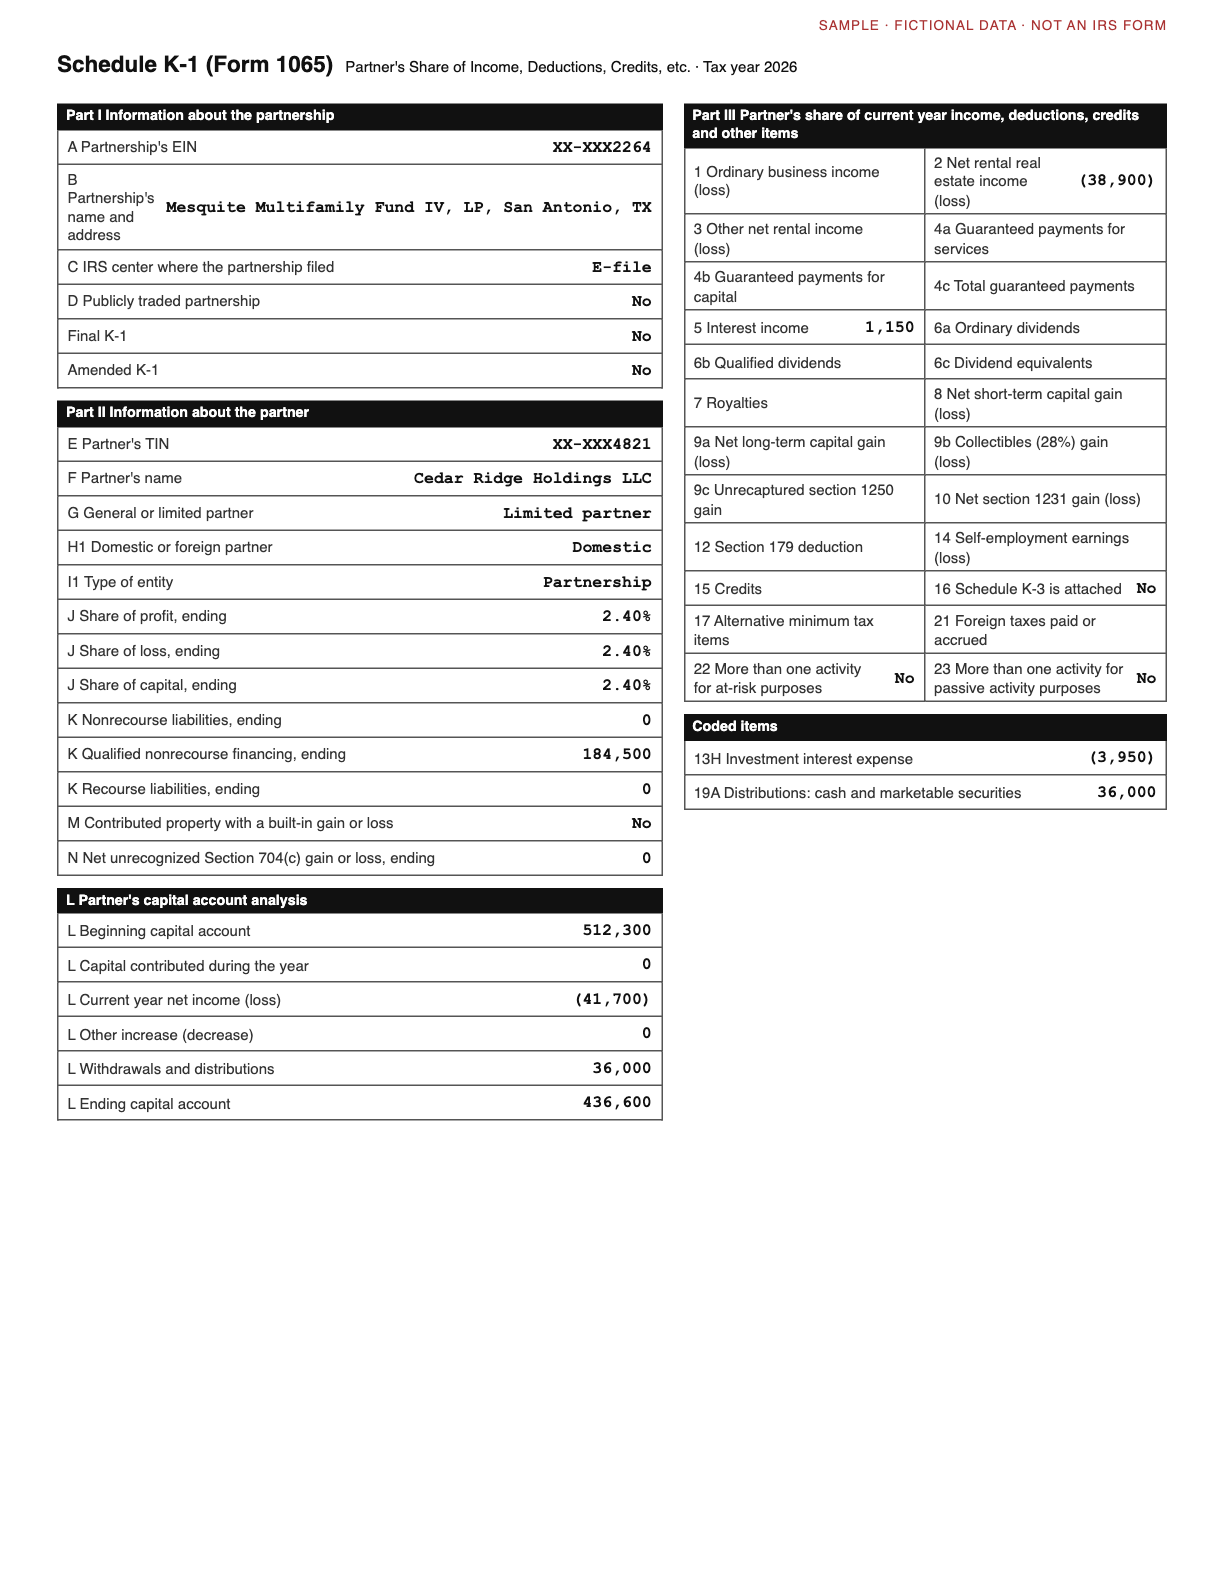 SAMPLE · FICTIONAL DATA · NOT AN IRS FORM
Schedule K-1 (Form 1065) Partner's Share of Income, Deductions, Credits, etc. · Tax year 2026
Part I Information about the partnership
A Partnership's EIN XX-XXX2264
B
Partnership's
name and
address
Mesquite Multifamily Fund IV, LP, San Antonio, TX
C IRS center where the partnership filed E-file
D Publicly traded partnership No
Final K-1 No
Amended K-1 No
Part II Information about the partner
E Partner's TIN XX-XXX4821
F Partner's name Cedar Ridge Holdings LLC
G General or limited partner Limited partner
H1 Domestic or foreign partner Domestic
I1 Type of entity Partnership
J Share of profit, ending 2.40%
J Share of loss, ending 2.40%
J Share of capital, ending 2.40%
K Nonrecourse liabilities, ending 0
K Qualified nonrecourse financing, ending 184,500
K Recourse liabilities, ending 0
M Contributed property with a built-in gain or loss No
N Net unrecognized Section 704(c) gain or loss, ending 0
L Partner's capital account analysis
L Beginning capital account 512,300
L Capital contributed during the year 0
L Current year net income (loss) (41,700)
L Other increase (decrease) 0
L Withdrawals and distributions 36,000
L Ending capital account 436,600
Part III Partner's share of current year income, deductions, credits
and other items
1 Ordinary business income
(loss)
2 Net rental real
estate income
(loss)
(38,900)
3 Other net rental income
(loss)
4a Guaranteed payments for
services
4b Guaranteed payments for
capital
4c Total guaranteed payments
5 Interest income 1,150
6a Ordinary dividends
6b Qualified dividends
6c Dividend equivalents
7 Royalties
8 Net short-term capital gain
(loss)
9a Net long-term capital gain
(loss)
9b Collectibles (28%) gain
(loss)
9c Unrecaptured section 1250
gain
10 Net section 1231 gain (loss)
12 Section 179 deduction
14 Self-employment earnings
(loss)
15 Credits
16 Schedule K-3 is attached No
17 Alternative minimum tax
items
21 Foreign taxes paid or
accrued
22 More than one activity
for at-risk purposes
No
23 More than one activity for
passive activity purposes
No
Coded items
13H Investment interest expense (3,950)
19A Distributions: cash and marketable securities 36,000